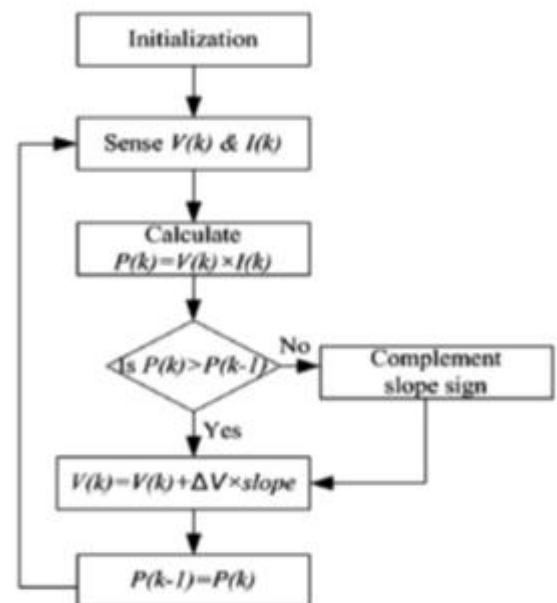 Initialization
Sense V(k) & I(k)
Calculate
P(k)=V(k)×I(k)
Is P(k)>P(k-1)
No
Complement
slope sign
Yes
V(k)=V(k)+ΔV×slope
P(k-1)=P(k)